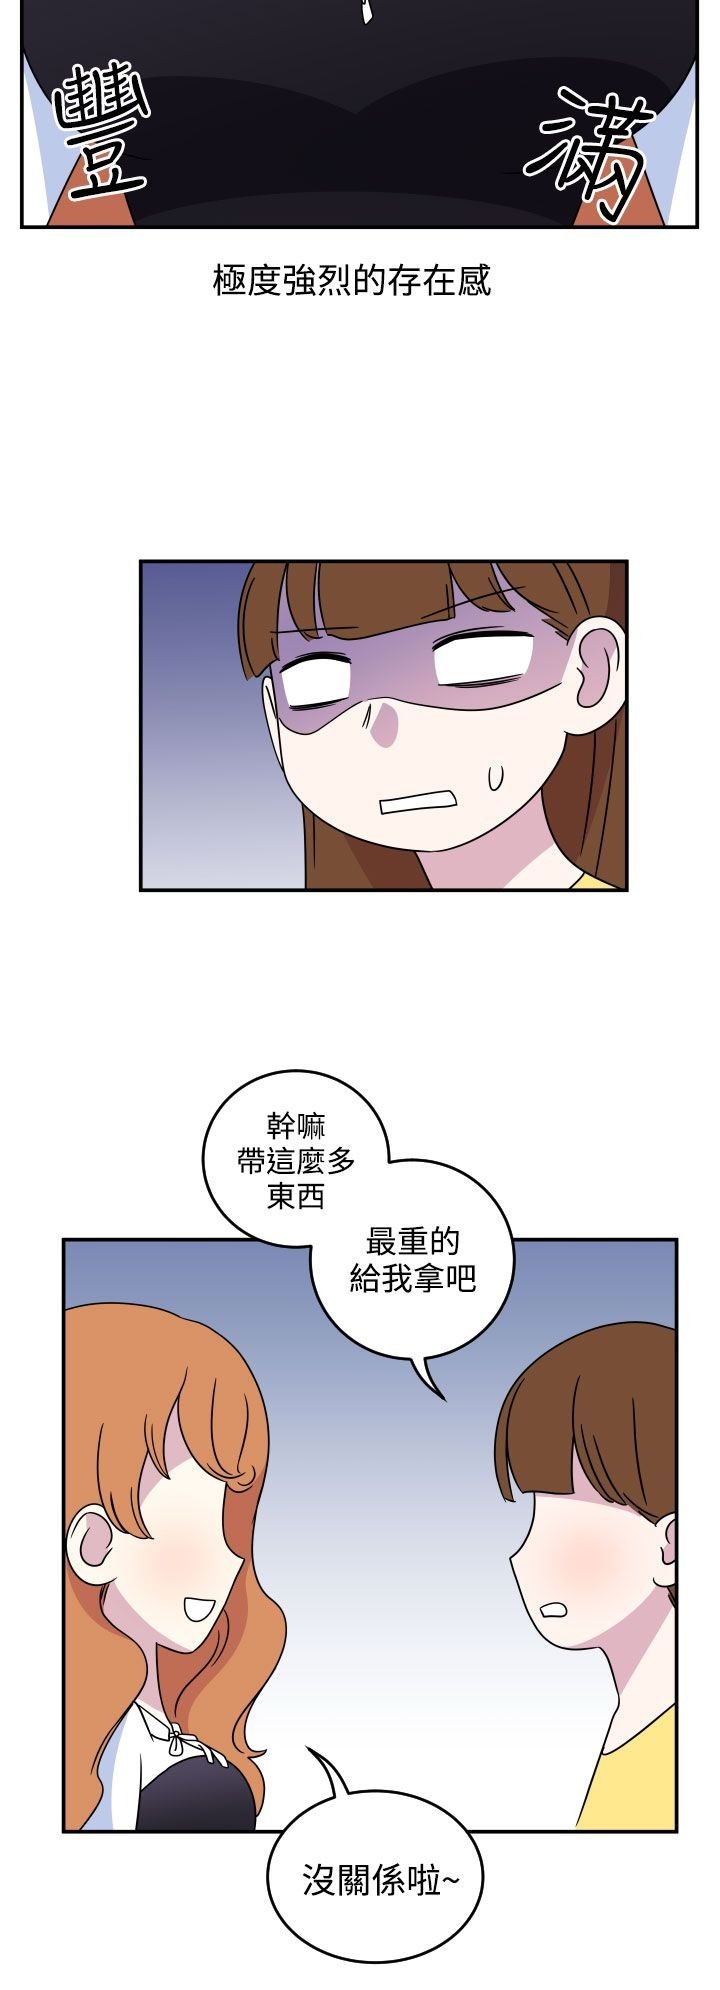 豐滿
極度強烈的存在感
幹嘛
帶這麼多
東西
最重的
給我拿吧
沒關係啦~